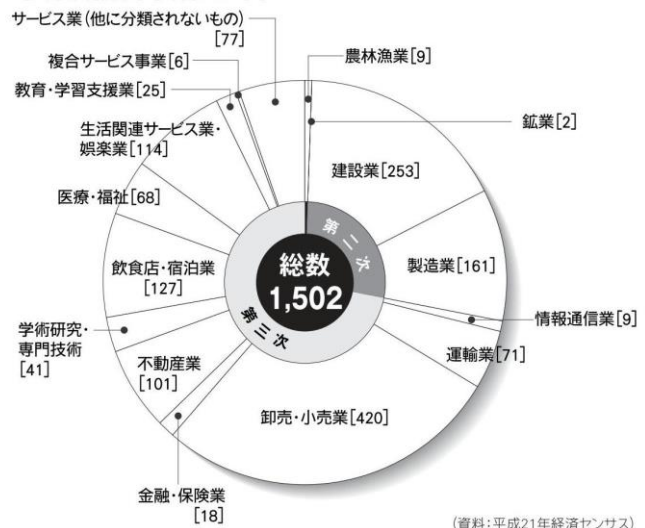 サービス業(他に分類されないもの)
[77]
複合サービス事業[6]
教育・学習支援業[25]
生活関連サービス業・
娯楽業[114]
医療・福祉[68]
飲食店・宿泊業
[127]
学術研究・
専門技術
[41]
不動産業
[101]
金融・保険業
[18]
農林漁業[9]
鉱業[2]
建設業[253]
製造業[161]
情報通信業[9]
運輸業[71]
卸売・小売業[420]
第二次
第三次
総数
1,502
(資料:平成21年経済センサス)